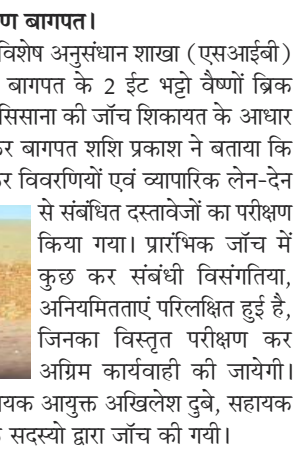 ण बागपत।
विशेष अनुसंधान शाखा (एसआईबी)
बागपत के 2 ईट भट्टो वैष्णों ब्रिक
सिसाना की जॉच शिकायत के आधार
र बागपत शशि प्रकाश ने बताया कि
र विवरणियों एवं व्यापारिक लेन-देन
से संबंधित दस्तावेजों का परीक्षण
किया गया। प्रारंभिक जॉच में
कुछ कर संबंधी विसंगतिया,
अनियमितताएं परिलक्षित हुई है,
जिनका विस्तृत परीक्षण कर
अग्रिम कार्यवाही की जायेगी।
यक आयुक्त अखिलेश दुबे, सहायक
सदस्यो द्वारा जॉच की गयी।